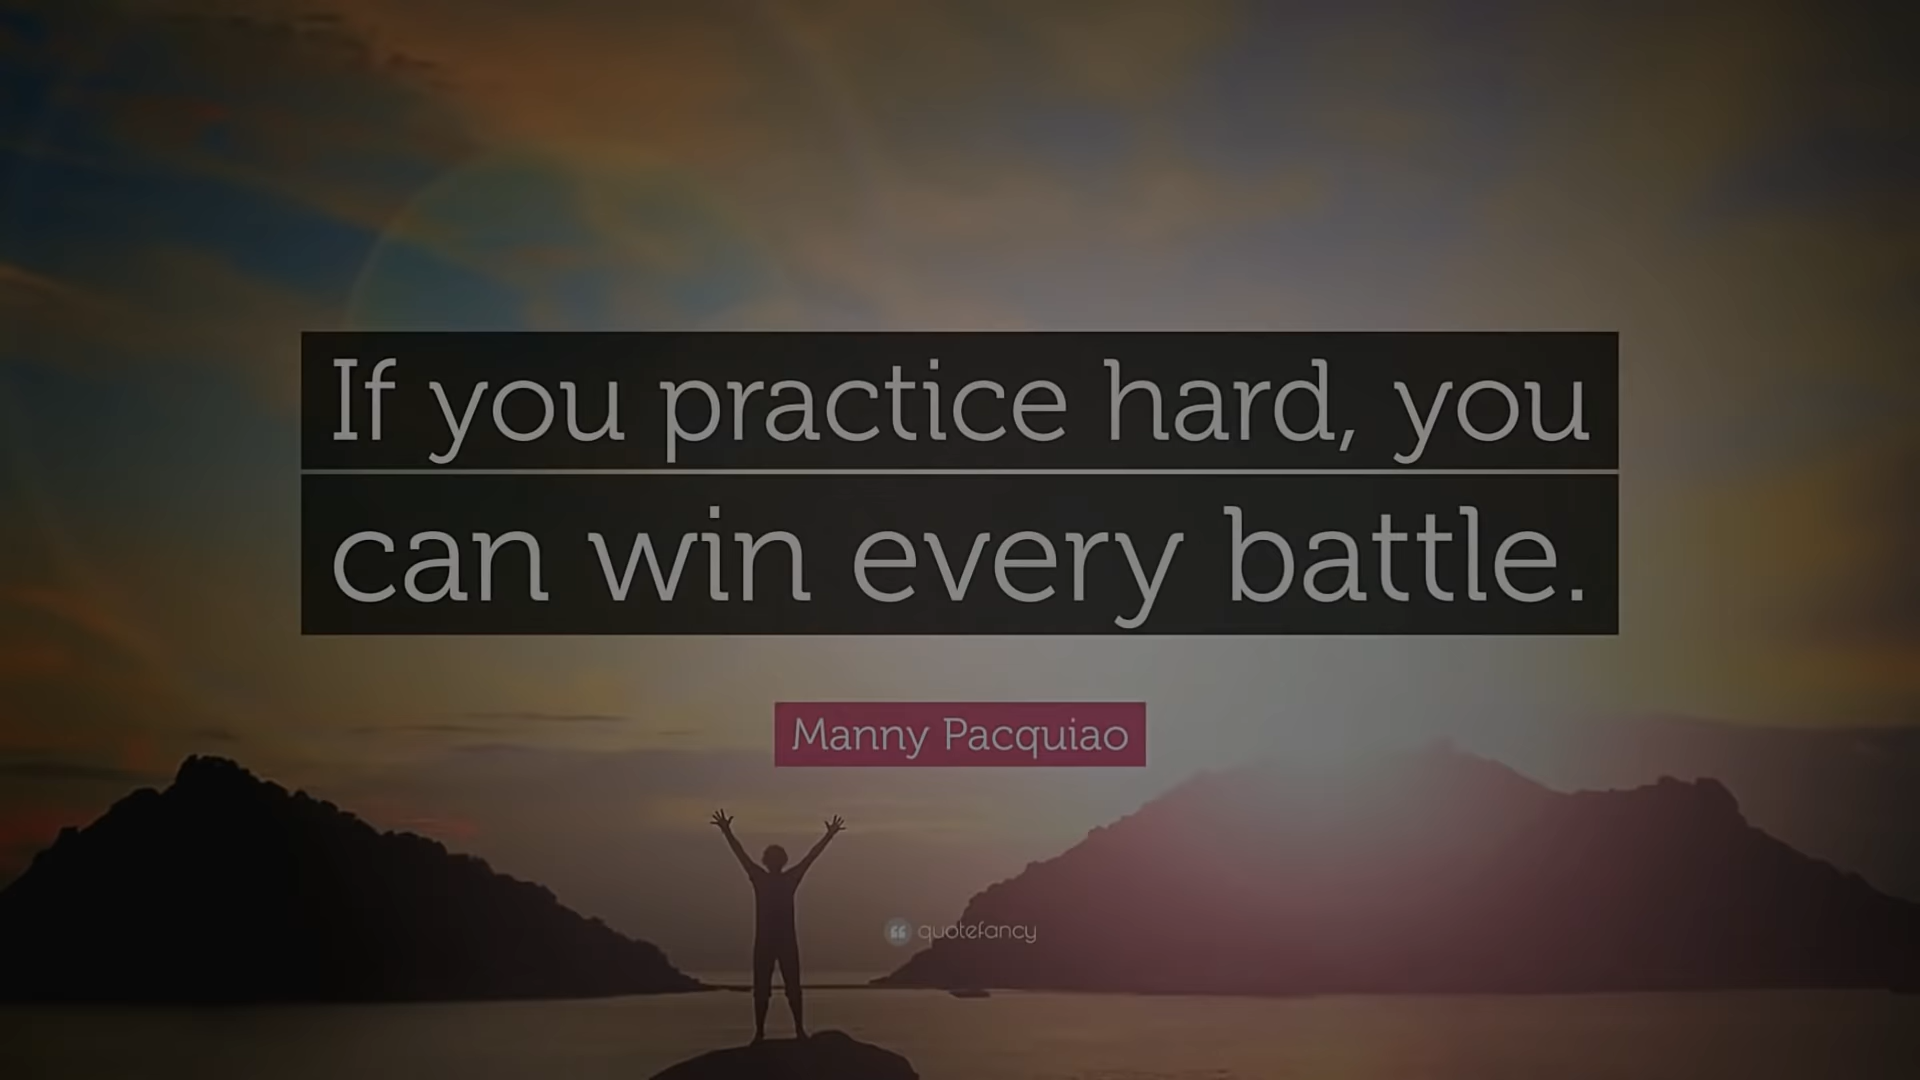 If you practice hard, you
can win every battle.
Manny Pacquiao
quotefancy